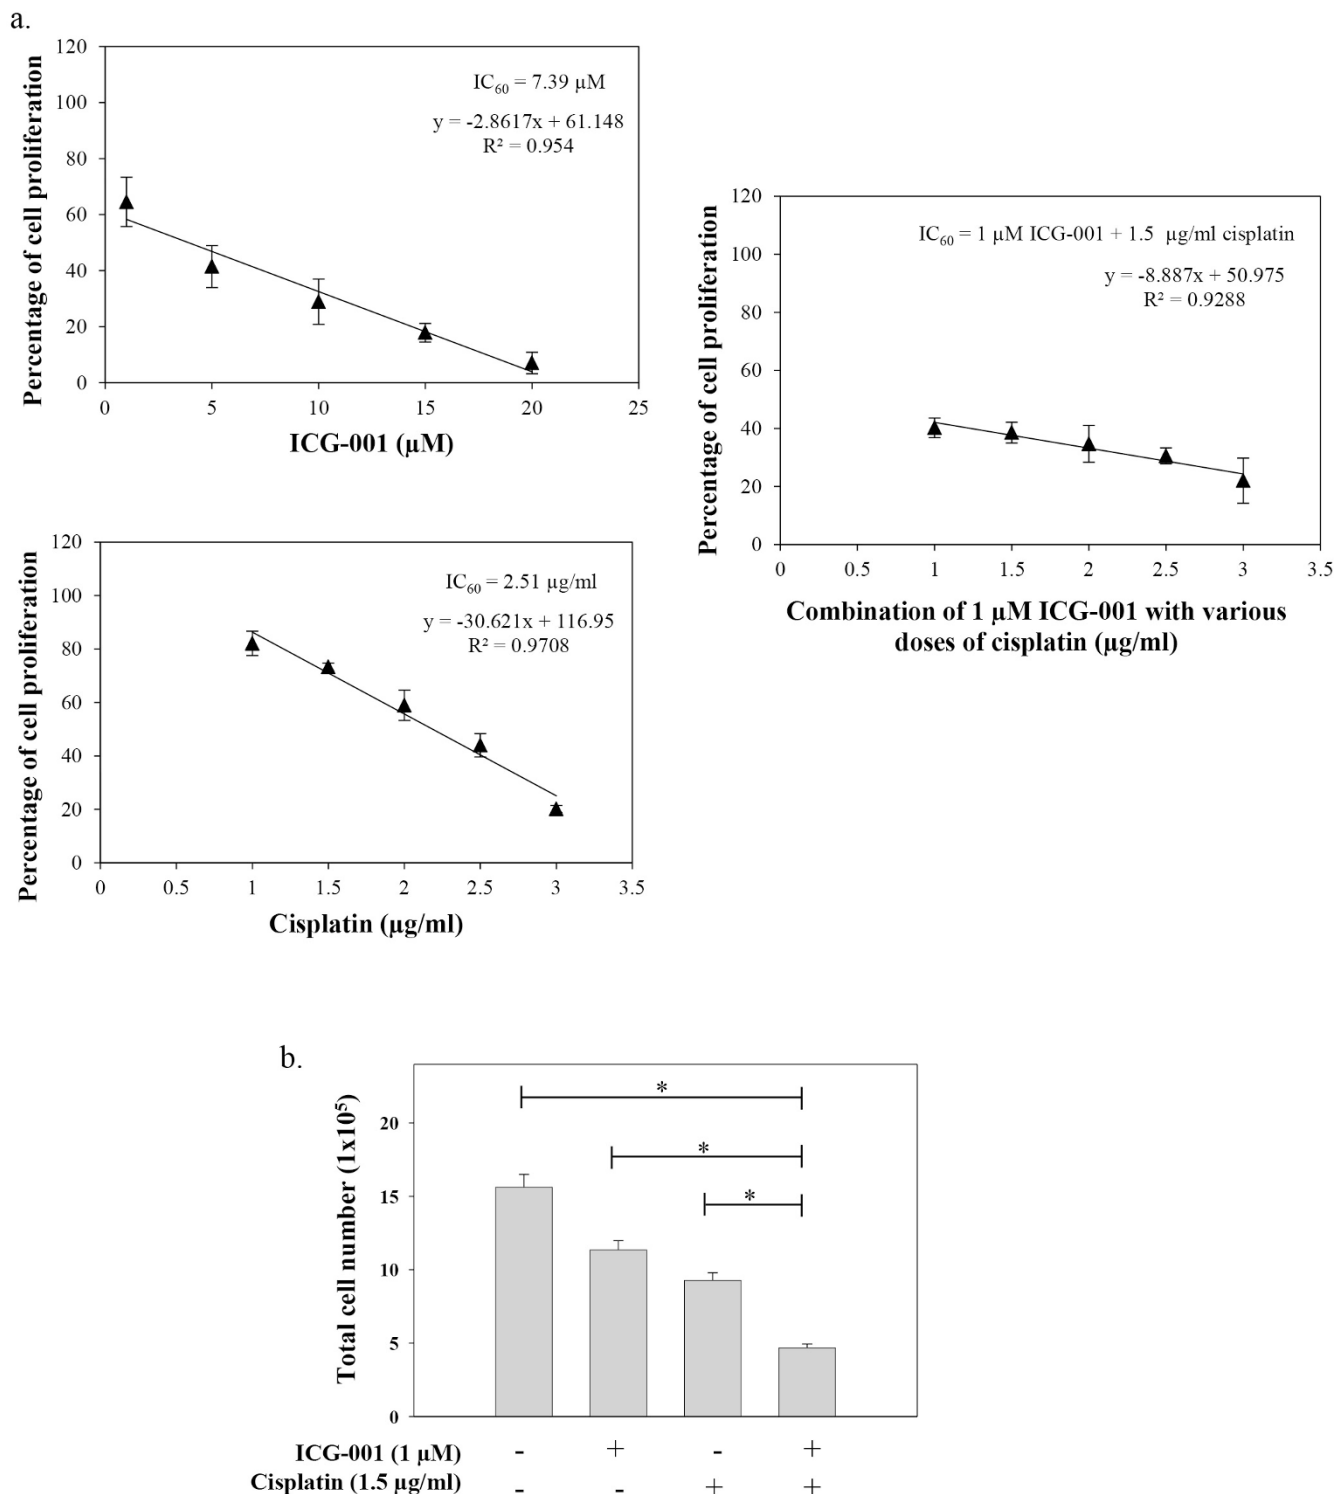 a.
120
100
80
60
40
20
0
IC₆₀ = 7.39 µM
y = -2.8617x + 61.148
R² = 0.954
0 5 10 15 20 25
Percentage of cell proliferation
ICG-001 (µM)
120
100
80
60
40
20
0
IC₆₀ = 1 µM ICG-001 + 1.5 µg/ml cisplatin
y = -8.887x + 50.975
R² = 0.9288
0 0.5 1 1.5 2 2.5 3 3.5
Percentage of cell proliferation
Combination of 1 µM ICG-001 with various
doses of cisplatin (µg/ml)
120
100
80
60
40
20
0
IC₆₀ = 2.51 µg/ml
y = -30.621x + 116.95
R² = 0.9708
0 0.5 1 1.5 2 2.5 3 3.5
Percentage of cell proliferation
Cisplatin (µg/ml)
b.
20
15
10
5
0
Total cell number (1x10⁵)
*
*
*
ICG-001 (1 µM) - + - +
Cisplatin (1.5 µg/ml) - - + +